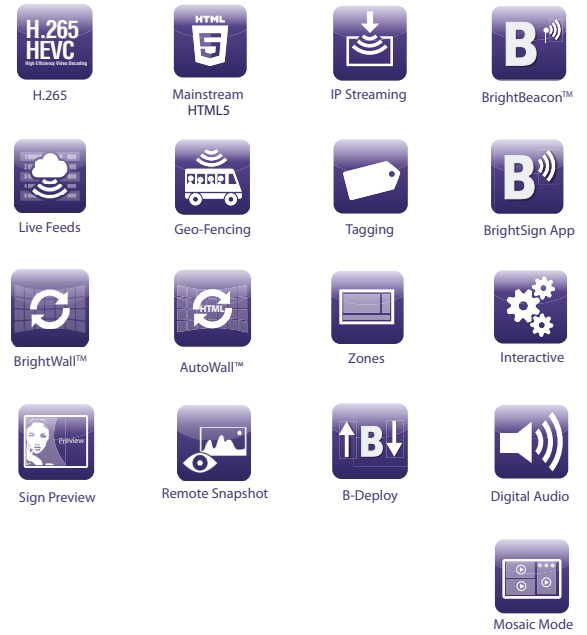 H.265
HEVC
High Efficiency Video Decoding
H.265
HTML
5
Mainstream
HTML5
IP Streaming
B
BrightBeacon™
Live Feeds
Geo-Fencing
Tagging
B
BrightSign App
BrightWall™
HTML
AutoWall™
Zones
Interactive
Preview
Sign Preview
Remote Snapshot
B
B-Deploy
Digital Audio
Mosaic Mode